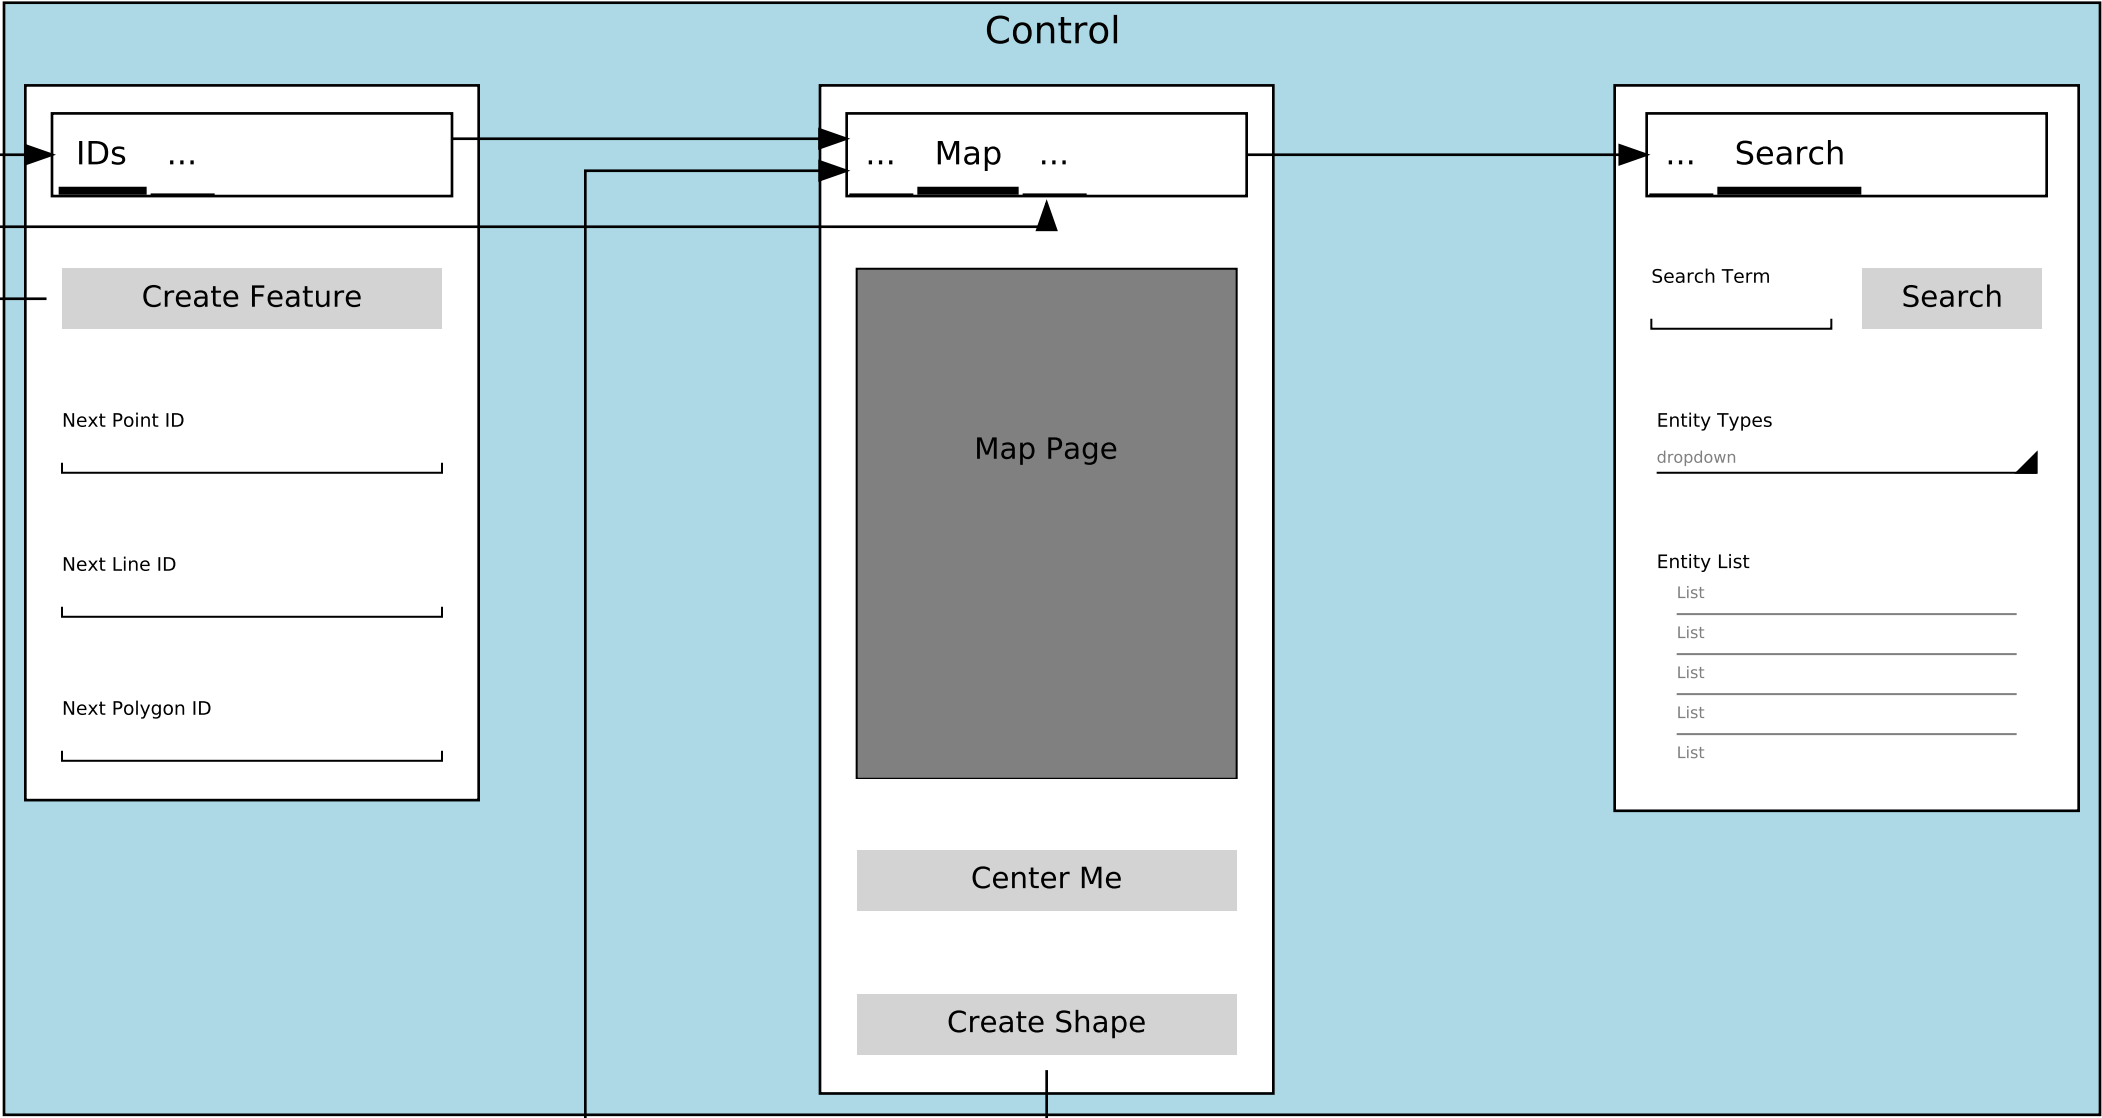 Control
IDs ...
Create Feature
Next Point ID
Next Line ID
Next Polygon ID
... Map ...
Map Page
Center Me
Create Shape
... Search
Search Term
Search
Entity Types
dropdown
Entity List
List
List
List
List
List